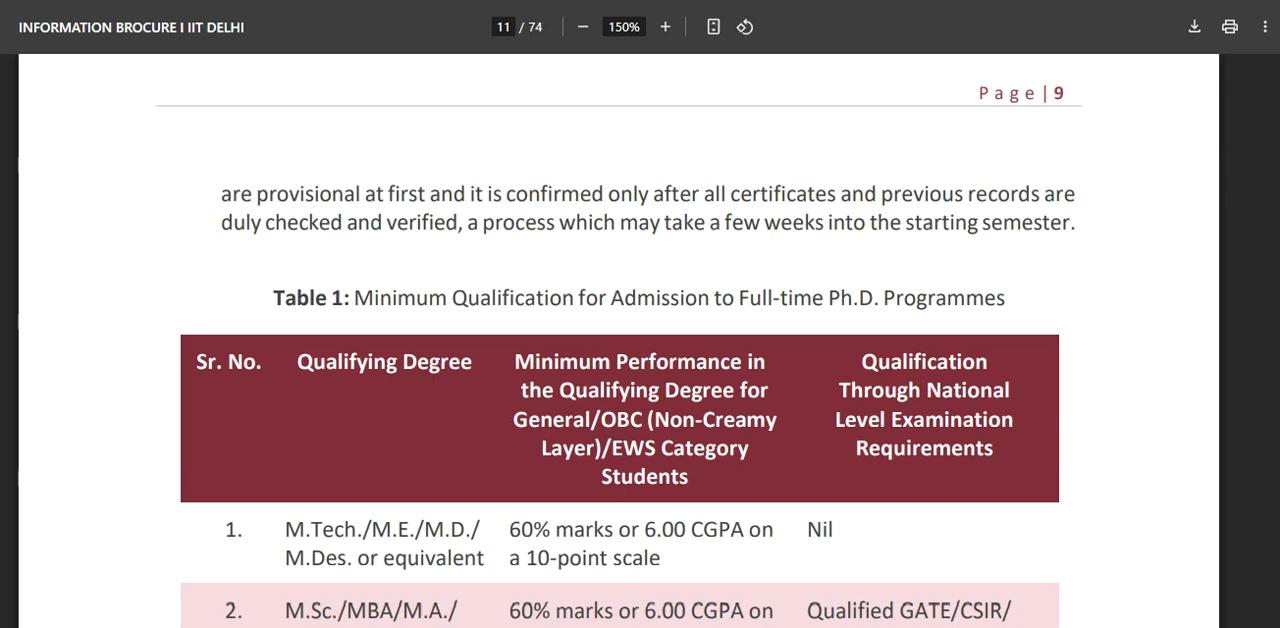 INFORMATION BROCURE I IIT DELHI
11 / 74
150%
Page|9
are provisional at first and it is confirmed only after all certificates and previous records are
duly checked and verified, a process which may take a few weeks into the starting semester.
Table 1: Minimum Qualification for Admission to Full-time Ph.D. Programmes
Sr. No.
Qualifying Degree
Minimum Performance in
the Qualifying Degree for
General/OBC (Non-Creamy
Layer)/EWS Category
Students
Qualification
Through National
Level Examination
Requirements
1.
M.Tech./M.E./M.D./
M.Des. or equivalent
60% marks or 6.00 CGPA on
a 10-point scale
Nil
2.
M.Sc./MBA/M.A./
60% marks or 6.00 CGPA on
Qualified GATE/CSIR/